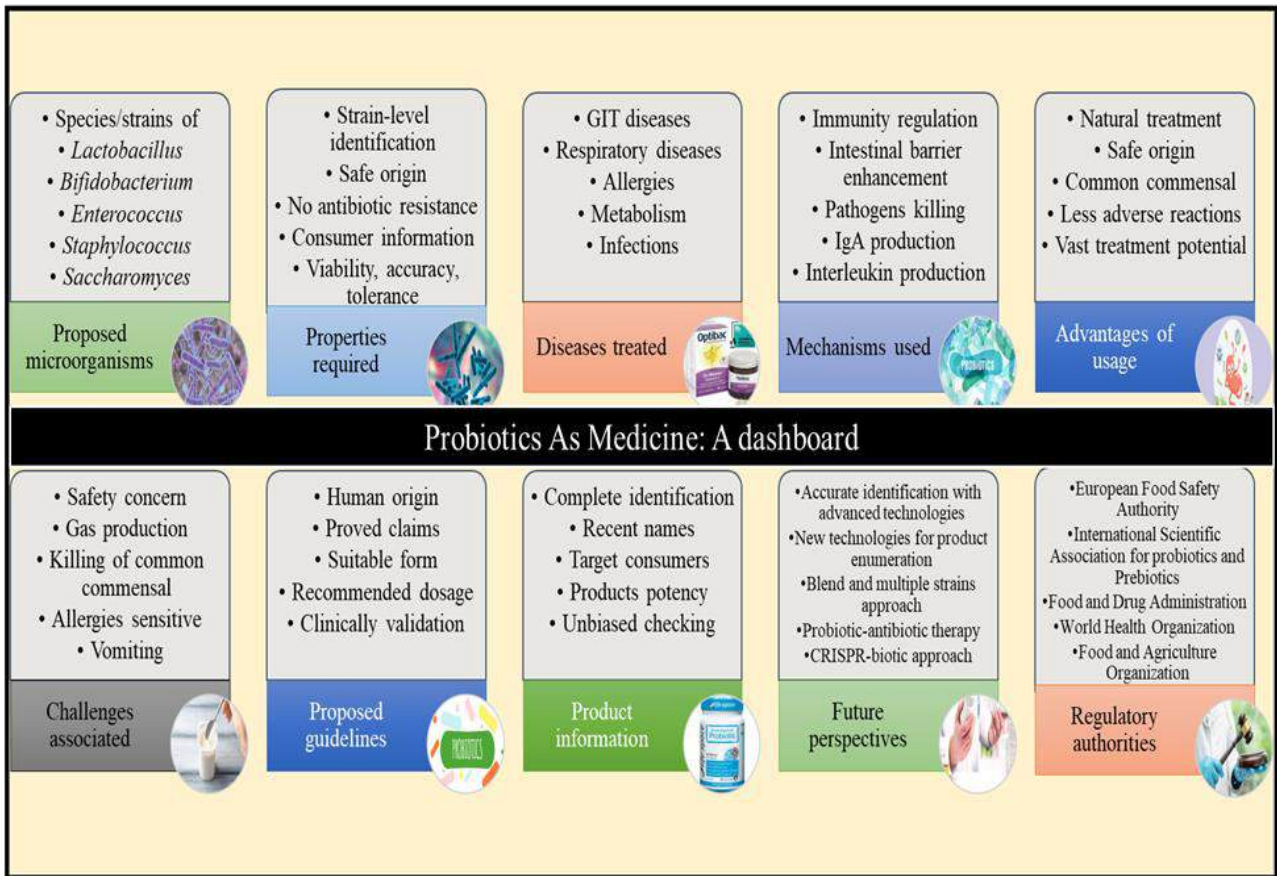 • Species/strains of
• Lactobacillus
• Bifidobacterium
• Enterococcus
• Staphylococcus
• Saccharomyces
Proposed
microorganisms
• Strain-level
identification
• Safe origin
• No antibiotic resistance
• Consumer information
• Viability, accuracy,
tolerance
Properties
required
• GIT diseases
• Respiratory diseases
• Allergies
• Metabolism
• Infections
Diseases treated
Optibac
• Immunity regulation
• Intestinal barrier
enhancement
• Pathogens killing
• IgA production
• Interleukin production
Mechanisms used
PROBIOTICS
• Natural treatment
• Safe origin
• Common commensal
• Less adverse reactions
• Vast treatment potential
Advantages of
usage
Probiotics As Medicine: A dashboard
• Safety concern
• Gas production
• Killing of common
commensal
• Allergies sensitive
• Vomiting
Challenges
associated
• Human origin
• Proved claims
• Suitable form
• Recommended dosage
• Clinically validation
Proposed
guidelines
PROBIOTICS
• Complete identification
• Recent names
• Target consumers
• Products potency
• Unbiased checking
Product
information
Probiotic
•Accurate identification with
advanced technologies
•New technologies for product
enumeration
•Blend and multiple strains
approach
•Probiotic-antibiotic therapy
•CRISPR-biotic approach
Future
perspectives
•European Food Safety
Authority
•International Scientific
Association for probiotics and
Prebiotics
•Food and Drug Administration
•World Health Organization
•Food and Agriculture
Organization
Regulatory
authorities